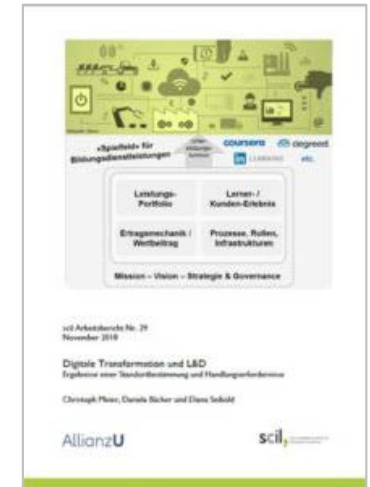 «Spielfeld» für
Bildungsdienstleistungen
coursera
degreed
in LEARNING
etc.
Leistungs-
Portfolio
Lerner- /
Kunden-Erlebnis
Ertragsmechanik /
Wertbeitrag
Prozesse, Rollen,
Infrastrukturen
Mission – Vision – Strategie & Governance
scil Arbeitsbericht Nr. 29
November 2018
Digitale Transformation und L&D
Ergebnisse einer Standortbestimmung und Handlungserfordernisse
Christoph Meier, Daniela Bäcker und Diana Seibold
AllianzU
scil,